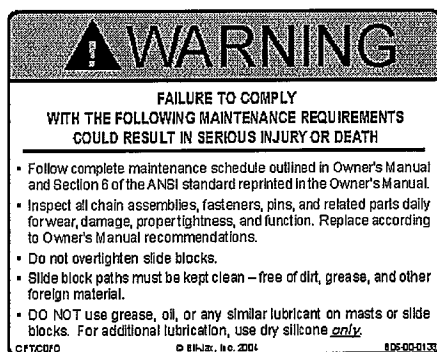 WARNING
FAILURE TO COMPLY
WITH THE FOLLOWING MAINTENANCE REQUIREMENTS
COULD RESULT IN SERIOUS INJURY OR DEATH
• Follow complete maintenance schedule outlined in Owner's Manual
and Section 6 of the ANSI standard reprinted in the Owner's Manual.
• Inspect all chain assemblies, fasteners, pins, and related parts daily
for wear, damage, proper tightness, and function. Replace according
to Owner's Manual recommendations.
• Do not overtighten slide blocks.
• Slide block paths must be kept clean – free of dirt, grease, and other
foreign material.
• DO NOT use grease, oil, or any similar lubricant on masts or slide
blocks. For additional lubrication, use dry silicone only.
© Bil-Jax, Inc. 2004